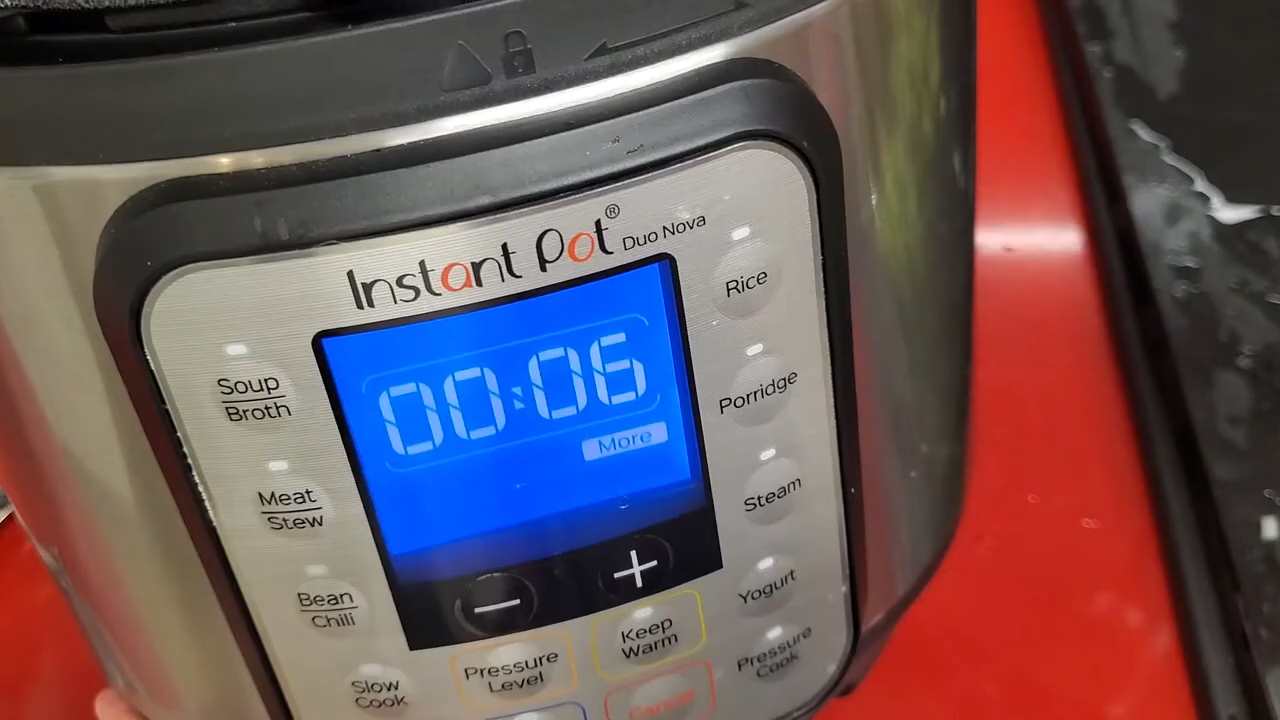 Instant Pot® Duo Nova
00:06
More
Soup
Broth
Meat
Stew
Bean
Chili
Slow
Cook
Rice
Porridge
Steam
Yogurt
Pressure
Cook
− +
Pressure
Level
Keep
Warm
Cancel